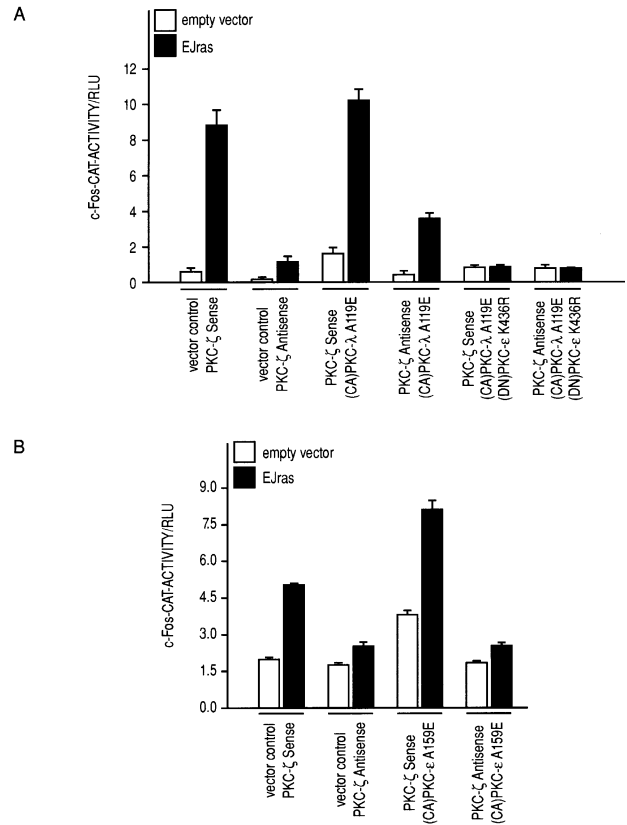 A
empty vector
EJras
c-Fos-CAT-ACTIVITY/RLU
12
10
8
6
4
2
0
vector control
PKC-ζ Sense
vector control
PKC-ζ Antisense
PKC-ζ Sense
(CA)PKC-λ A119E
PKC-ζ Antisense
(CA)PKC-λ A119E
PKC-ζ Sense
(CA)PKC-λ A119E
(DN)PKC-ε K436R
PKC-ζ Antisense
(CA)PKC-λ A119E
(DN)PKC-ε K436R
B
empty vector
EJras
c-Fos-CAT-ACTIVITY/RLU
9.0
7.5
6.0
4.5
3.0
1.5
0.0
vector control
PKC-ζ Sense
vector control
PKC-ζ Antisense
PKC-ζ Sense
(CA)PKC-ε A159E
PKC-ζ Antisense
(CA)PKC-ε A159E